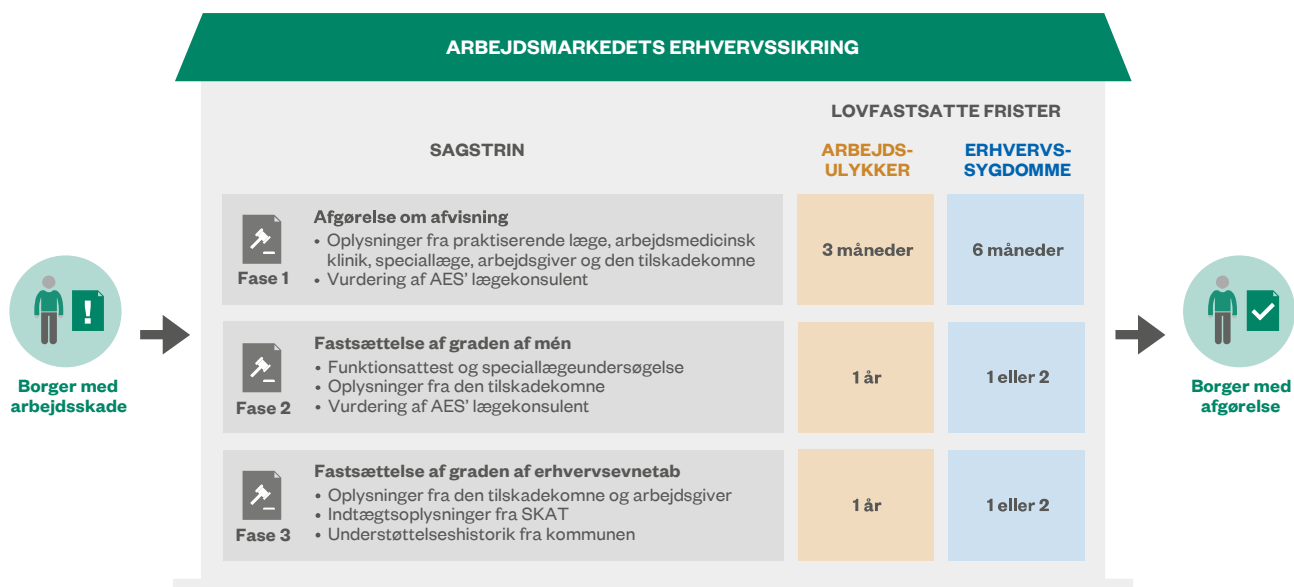 ARBEJDSMARKEDETS ERHVERVSSIKRING
LOVFASTSATTE FRISTER
SAGSTRIN
ARBEJDS-
ULYKKER
ERHVERVS-
SYGDOMME
Fase 1
Afgørelse om afvisning
• Oplysninger fra praktiserende læge, arbejdsmedicinsk
klinik, speciallæge, arbejdsgiver og den tilskadekomne
• Vurdering af AES' lægekonsulent
3 måneder
6 måneder
Borger med
arbejdsskade
Fase 2
Fastsættelse af graden af mén
• Funktionsattest og speciallægeundersøgelse
• Oplysninger fra den tilskadekomne
• Vurdering af AES' lægekonsulent
1 år
1 eller 2
Borger med
afgørelse
Fase 3
Fastsættelse af graden af erhvervsevnetab
• Oplysninger fra den tilskadekomne og arbejdsgiver
• Indtægtsoplysninger fra SKAT
• Understøttelseshistorik fra kommunen
1 år
1 eller 2